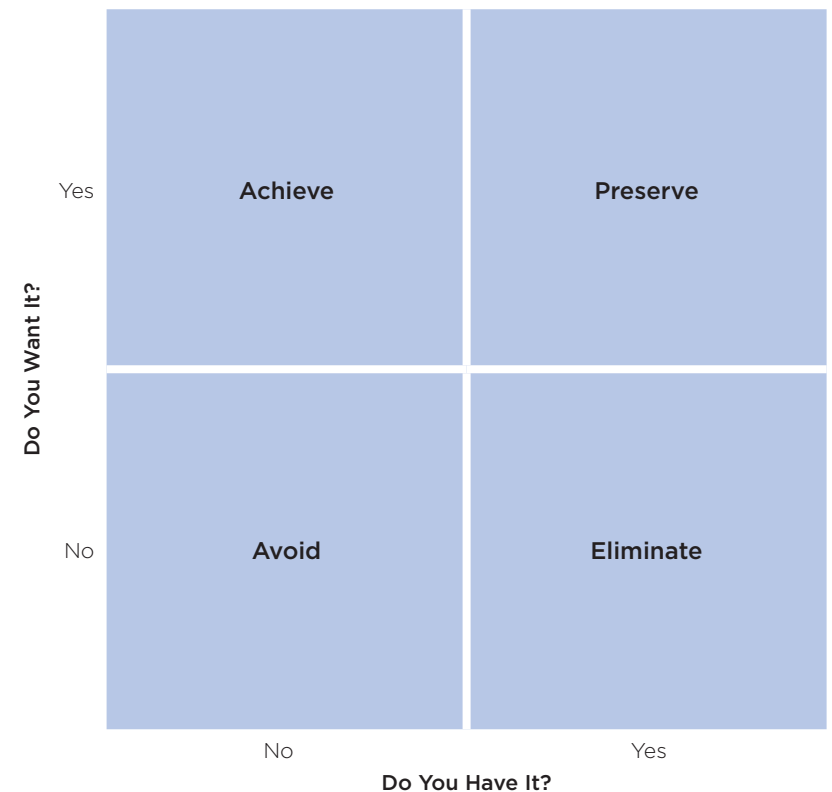 Do You Want It?
Yes
Achieve
Preserve
No
Avoid
Eliminate
No
Yes
Do You Have It?